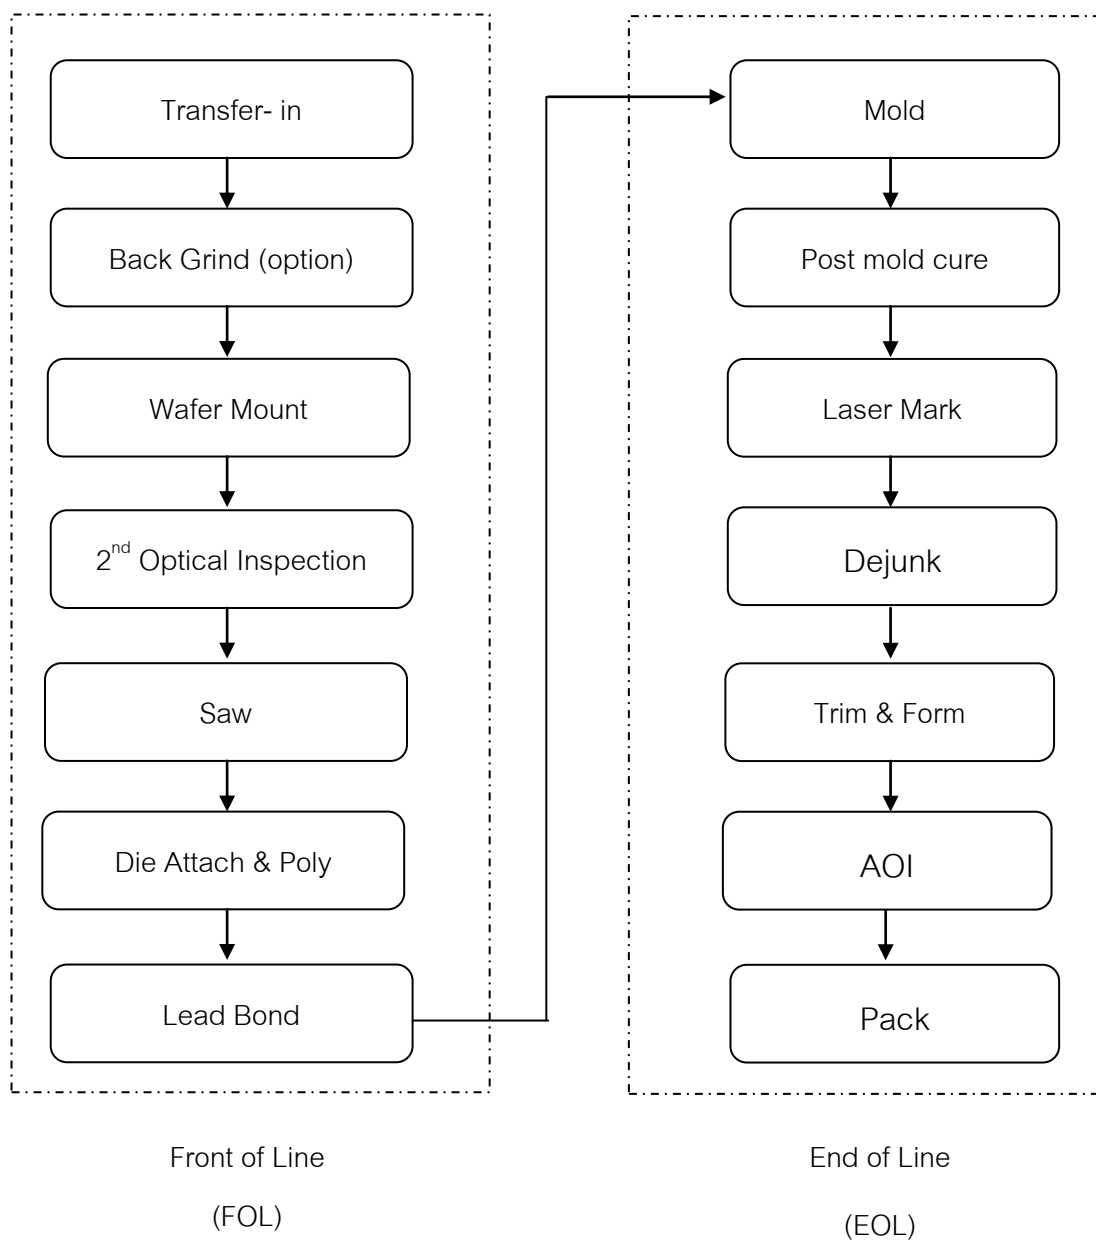 Transfer- in
Back Grind (option)
Wafer Mount
2nd Optical Inspection
Saw
Die Attach & Poly
Lead Bond
Front of Line
(FOL)
Mold
Post mold cure
Laser Mark
Dejunk
Trim & Form
AOI
Pack
End of Line
(EOL)